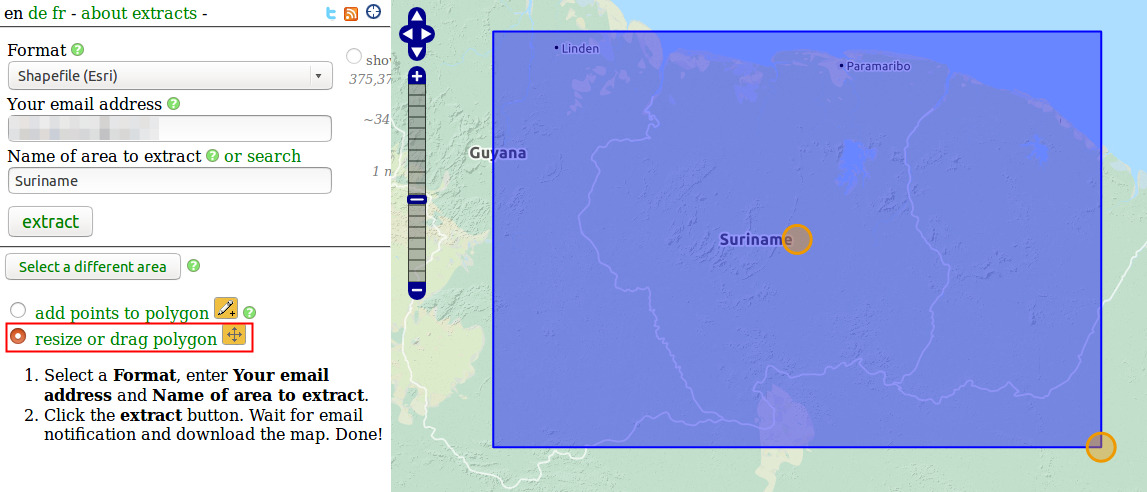 en de fr - about extracts -
Format
Shapefile (Esri)
Your email address
Name of area to extract or search
Suriname
extract
Select a different area
add points to polygon
resize or drag polygon
1. Select a Format, enter Your email
address and Name of area to extract.
2. Click the extract button. Wait for email
notification and download the map. Done!
375,37
~34
Linden
Paramaribo
Guyana
Suriname